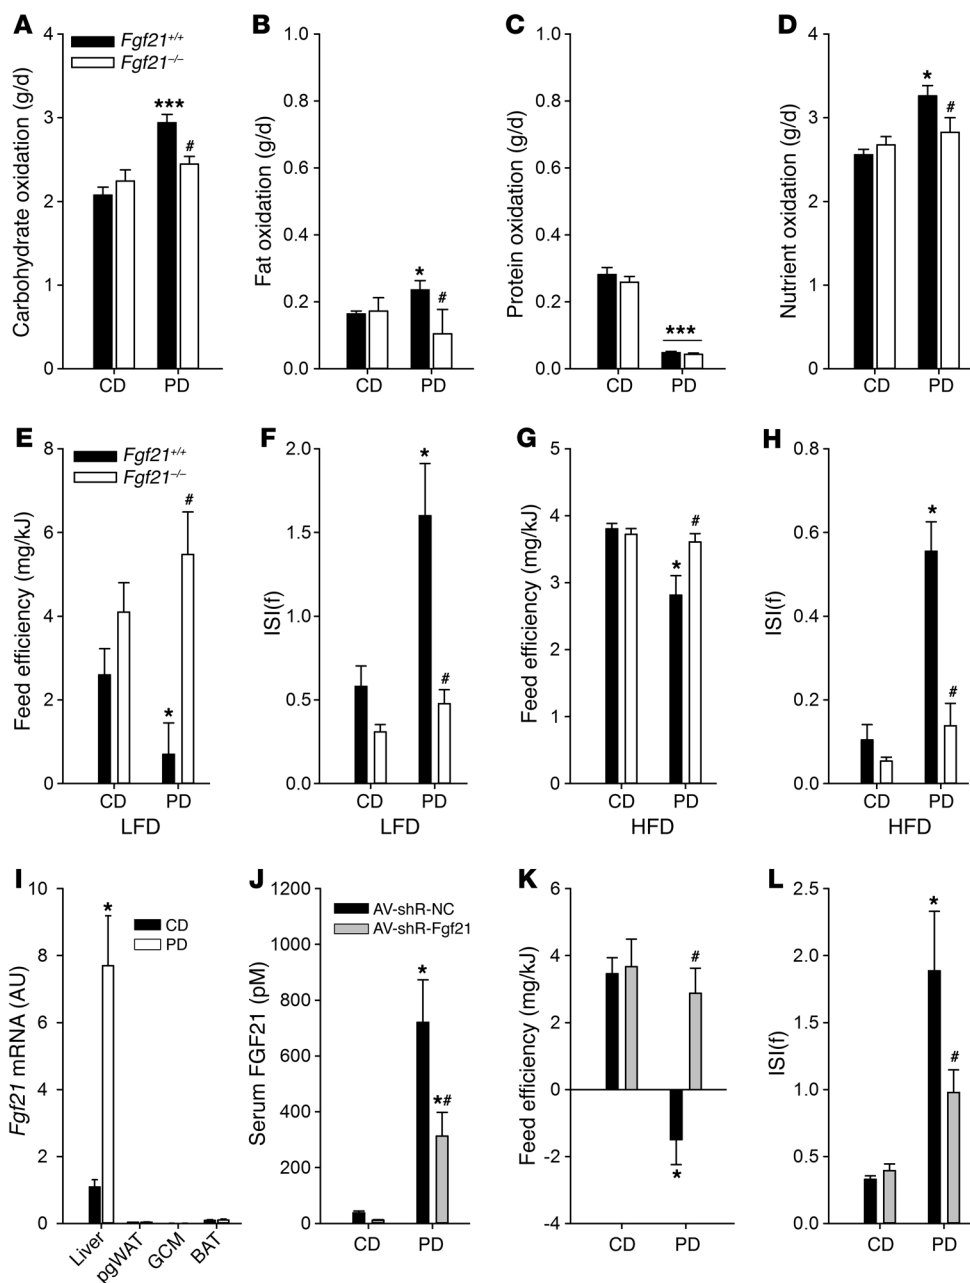 A
Fgf21+/+
Fgf21−/−
Carbohydrate oxidation (g/d)
4
3
2
1
0
***
#
CD PD
B
Fat oxidation (g/d)
1.0
0.8
0.6
0.4
0.2
0.0
*
#
CD PD
C
Protein oxidation (g/d)
1.0
0.8
0.6
0.4
0.2
0.0
***
CD PD
D
Nutrient oxidation (g/d)
4
3
2
1
0
*
#
CD PD
E
Fgf21+/+
Fgf21−/−
Feed efficiency (mg/kJ)
8
6
4
2
0
#
*
CD PD
LFD
F
ISI(f)
2.0
1.5
1.0
0.5
0.0
*
#
CD PD
LFD
G
Feed efficiency (mg/kJ)
5
4
3
2
1
0
#
*
CD PD
HFD
H
ISI(f)
0.8
0.6
0.4
0.2
0.0
*
#
CD PD
HFD
I
Fgf21 mRNA (AU)
10
8
6
4
2
0
*
CD
PD
Liver
pgWAT
GCM
BAT
J
Serum FGF21 (pM)
1200
1000
800
600
400
200
0
AV-shR-NC
AV-shR-Fgf21
*
*#
CD PD
K
Feed efficiency (mg/kJ)
6
4
2
0
-2
-4
#
*
CD PD
L
ISI(f)
2.5
2.0
1.5
1.0
0.5
0.0
*
#
CD PD